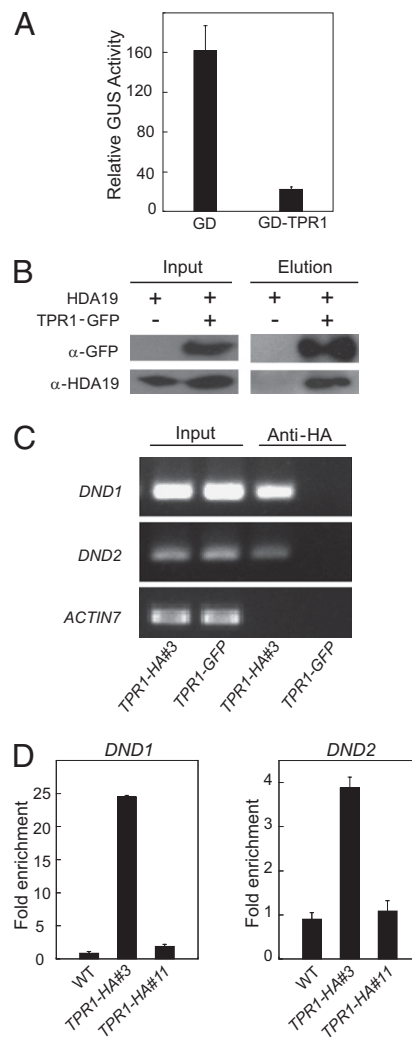 A
Relative GUS Activity
160
120
80
40
0
GD
GD-TPR1
B
Input
Elution
HDA19 + + + +
TPR1-GFP - + - +
α-GFP
α-HDA19
C
Input
Anti-HA
DND1
DND2
ACTIN7
TPR1-HA#3
TPR1-GFP
TPR1-HA#3
TPR1-GFP
D
DND1
Fold enrichment
25
20
15
10
5
0
WT
TPR1-HA#3
TPR1-HA#11
DND2
Fold enrichment
4
2
1
0
WT
TPR1-HA#3
TPR1-HA#11